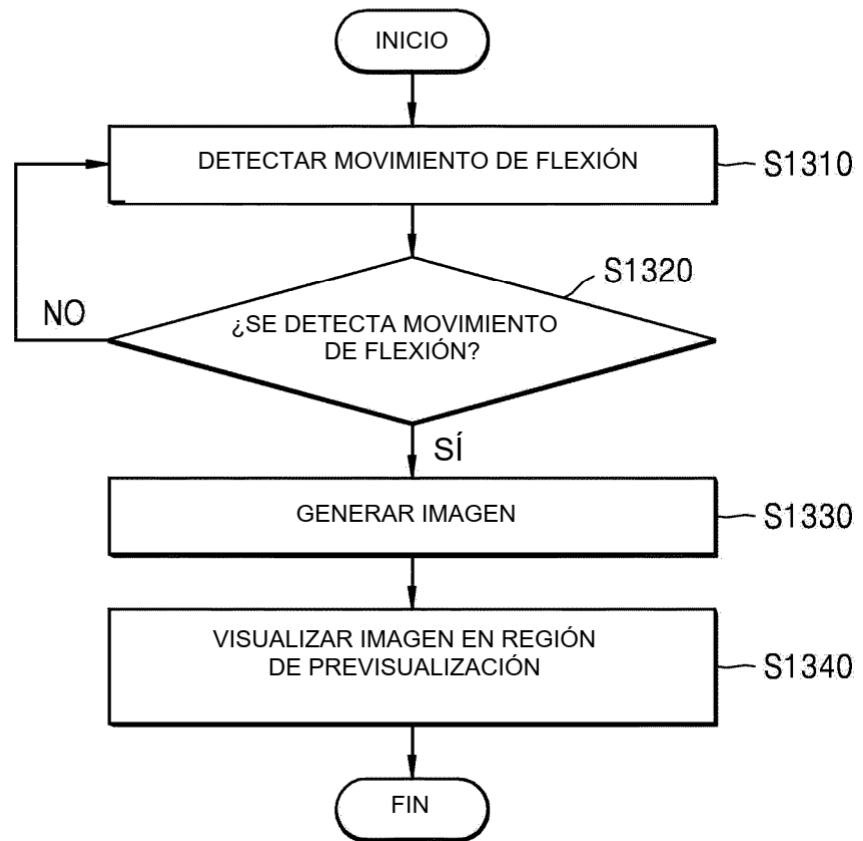 INICIO
DETECTAR MOVIMIENTO DE FLEXIÓN
S1310
S1320
¿SE DETECTA MOVIMIENTO
DE FLEXIÓN?
NO
SÍ
GENERAR IMAGEN
S1330
VISUALIZAR IMAGEN EN REGIÓN
DE PREVISUALIZACIÓN
S1340
FIN